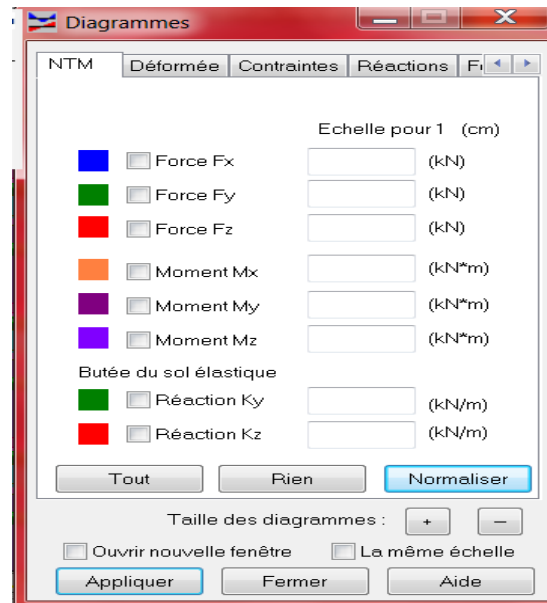 Diagrammes
NTM Déformée Contraintes Réactions
Echelle pour 1 (cm)
Force Fx (kN)
Force Fy (kN)
Force Fz (kN)
Moment Mx (kN*m)
Moment My (kN*m)
Moment Mz (kN*m)
Butée du sol élastique
Réaction Ky (kN/m)
Réaction Kz (kN/m)
Tout Rien Normaliser
Taille des diagrammes : + –
Ouvrir nouvelle fenêtre La même échelle
Appliquer Fermer Aide